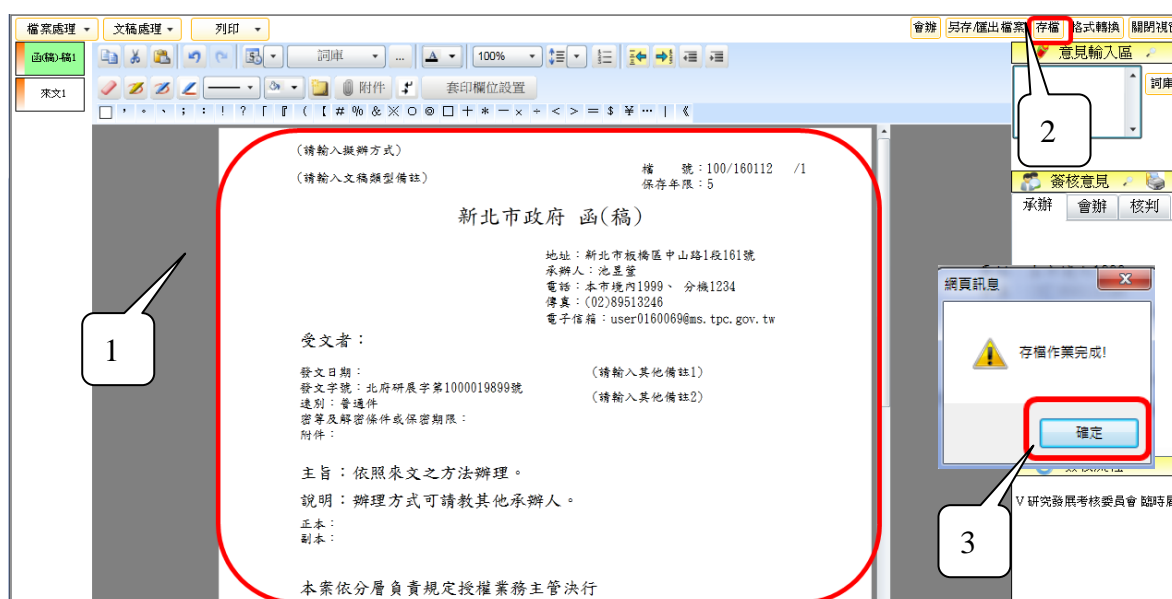 檔案處理 文稿處理 列印 會辦 另存/匯出檔案 存檔 格式轉換
函(稿)-稿1
詞庫 ... A 100%
意見輸入區
來文1
附件 套印欄位設置
，。、；：！？「『（【＃％＆※○◎□＋＊－×÷＜＞＝＄￥…｜《
2
(請輸入擬辦方式)
(請輸入文稿類型備註)
檔 號：100/160112 /1
保存年限：5
簽核意見
承辦 會辦 核判
新北市政府 函(稿)
地址：新北市板橋區中山路1段161號
承辦人：池昱萱
電話：本市境內1999、 分機1234
傳真：(02)89513246
電子信箱：user0160069@ms.tpc.gov.tw
網頁訊息
存檔作業完成!
確定
1
受文者：
發文日期：
發文字號：北府研展字第1000019899號
速別：普通件
密等及解密條件或保密期限：
附件：
(請輸入其他備註1)
(請輸入其他備註2)
主旨：依照來文之方法辦理。
說明：辦理方式可請教其他承辦人。
正本：
副本：
V 研究發展考核委員會 臨時
3
本案依分層負責規定授權業務主管決行